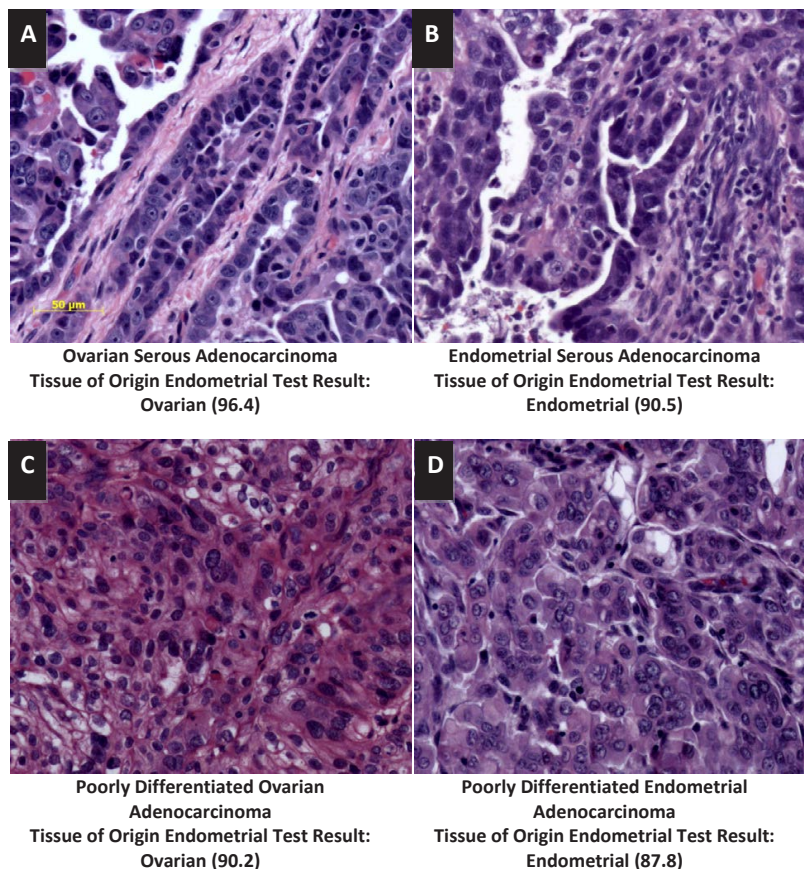 A
B
50 µm
Ovarian Serous Adenocarcinoma
Tissue of Origin Endometrial Test Result:
Ovarian (96.4)
Endometrial Serous Adenocarcinoma
Tissue of Origin Endometrial Test Result:
Endometrial (90.5)
C
D
Poorly Differentiated Ovarian
Adenocarcinoma
Tissue of Origin Endometrial Test Result:
Ovarian (90.2)
Poorly Differentiated Endometrial
Adenocarcinoma
Tissue of Origin Endometrial Test Result:
Endometrial (87.8)